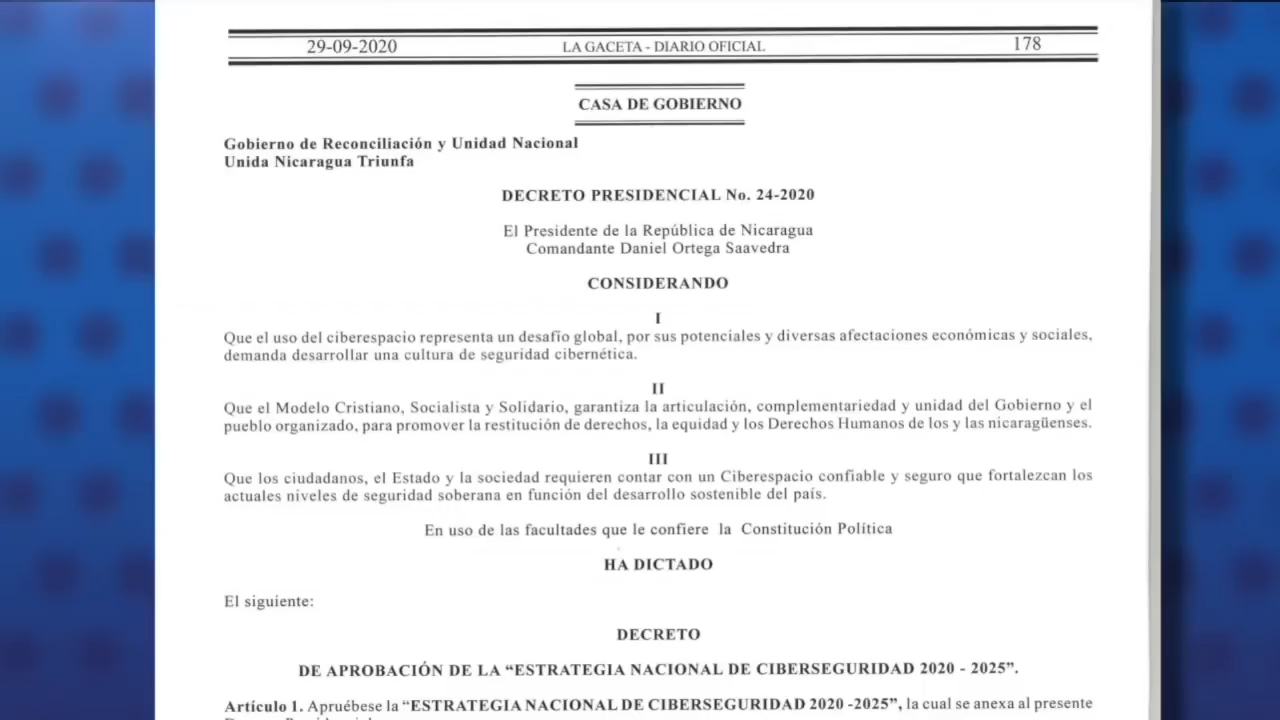 29-09-2020 LA GACETA - DIARIO OFICIAL 178
CASA DE GOBIERNO
Gobierno de Reconciliación y Unidad Nacional
Unida Nicaragua Triunfa
DECRETO PRESIDENCIAL No. 24-2020
El Presidente de la República de Nicaragua
Comandante Daniel Ortega Saavedra
CONSIDERANDO
I
Que el uso del ciberespacio representa un desafío global, por sus potenciales y diversas afectaciones económicas y sociales,
demanda desarrollar una cultura de seguridad cibernética.
II
Que el Modelo Cristiano, Socialista y Solidario, garantiza la articulación, complementariedad y unidad del Gobierno y el
pueblo organizado, para promover la restitución de derechos, la equidad y los Derechos Humanos de los y las nicaragüenses.
III
Que los ciudadanos, el Estado y la sociedad requieren contar con un Ciberespacio confiable y seguro que fortalezcan los
actuales niveles de seguridad soberana en función del desarrollo sostenible del país.
En uso de las facultades que le confiere la Constitución Política
HA DICTADO
El siguiente:
DECRETO
DE APROBACIÓN DE LA “ESTRATEGIA NACIONAL DE CIBERSEGURIDAD 2020 - 2025”.
Artículo 1. Apruébese la “ESTRATEGIA NACIONAL DE CIBERSEGURIDAD 2020 -2025”, la cual se anexa al presente